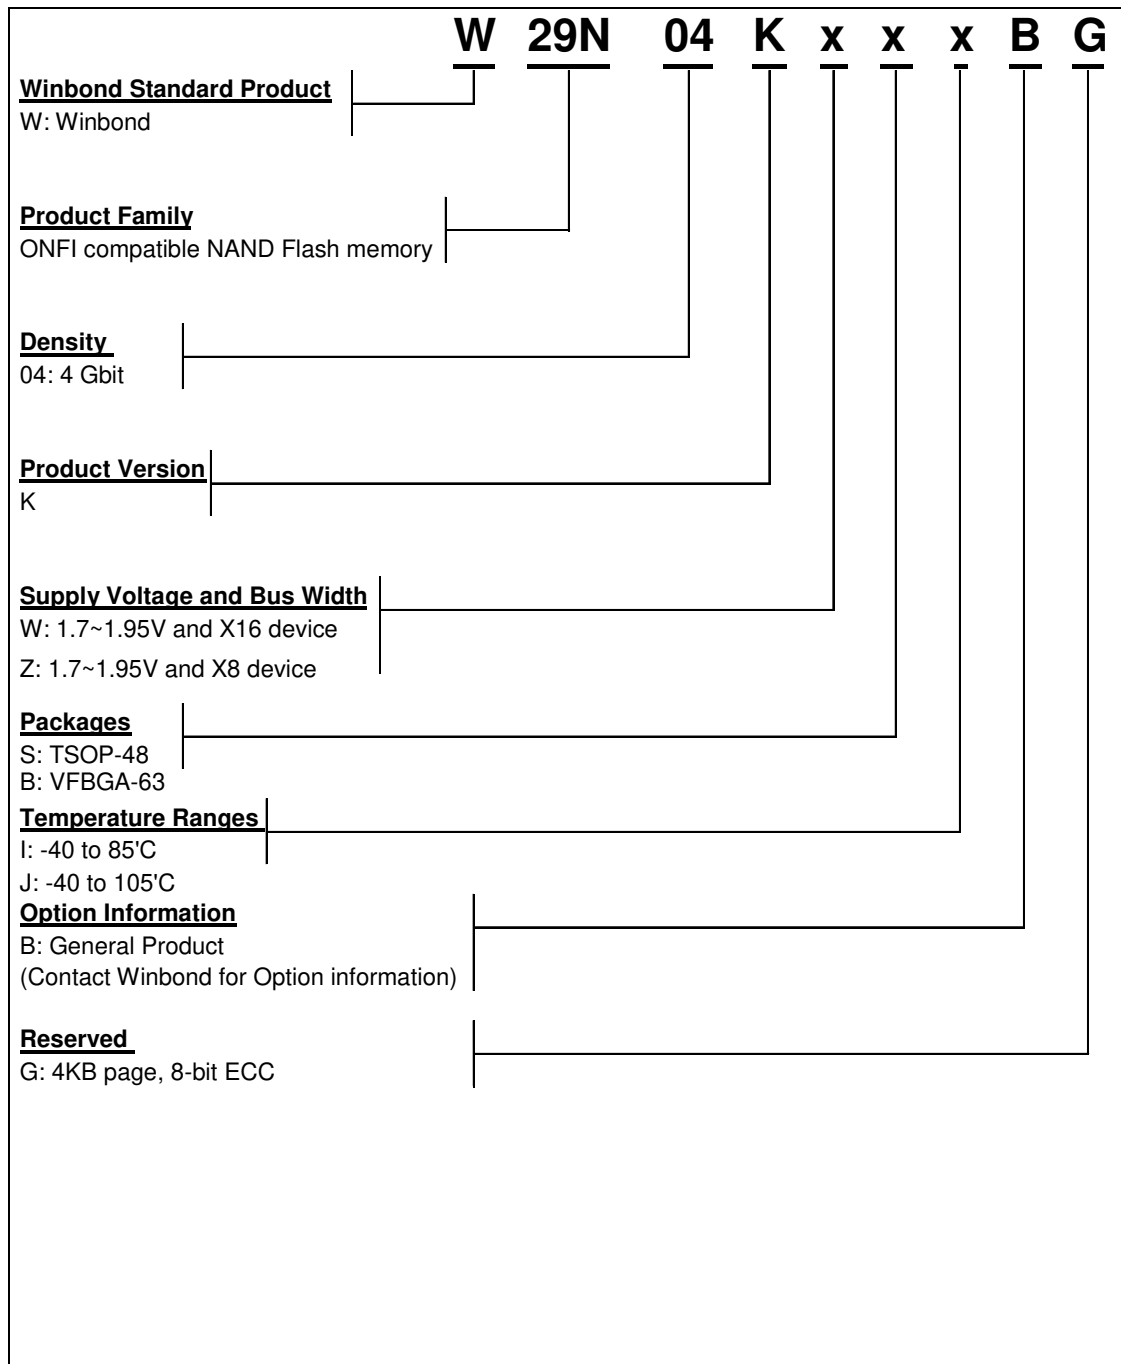 W 29N 04 K x x x B G
Winbond Standard Product
W: Winbond
Product Family
ONFI compatible NAND Flash memory
Density
04: 4 Gbit
Product Version
K
Supply Voltage and Bus Width
W: 1.7~1.95V and X16 device
Z: 1.7~1.95V and X8 device
Packages
S: TSOP-48
B: VFBGA-63
Temperature Ranges
I: -40 to 85'C
J: -40 to 105'C
Option Information
B: General Product
(Contact Winbond for Option information)
Reserved
G: 4KB page, 8-bit ECC